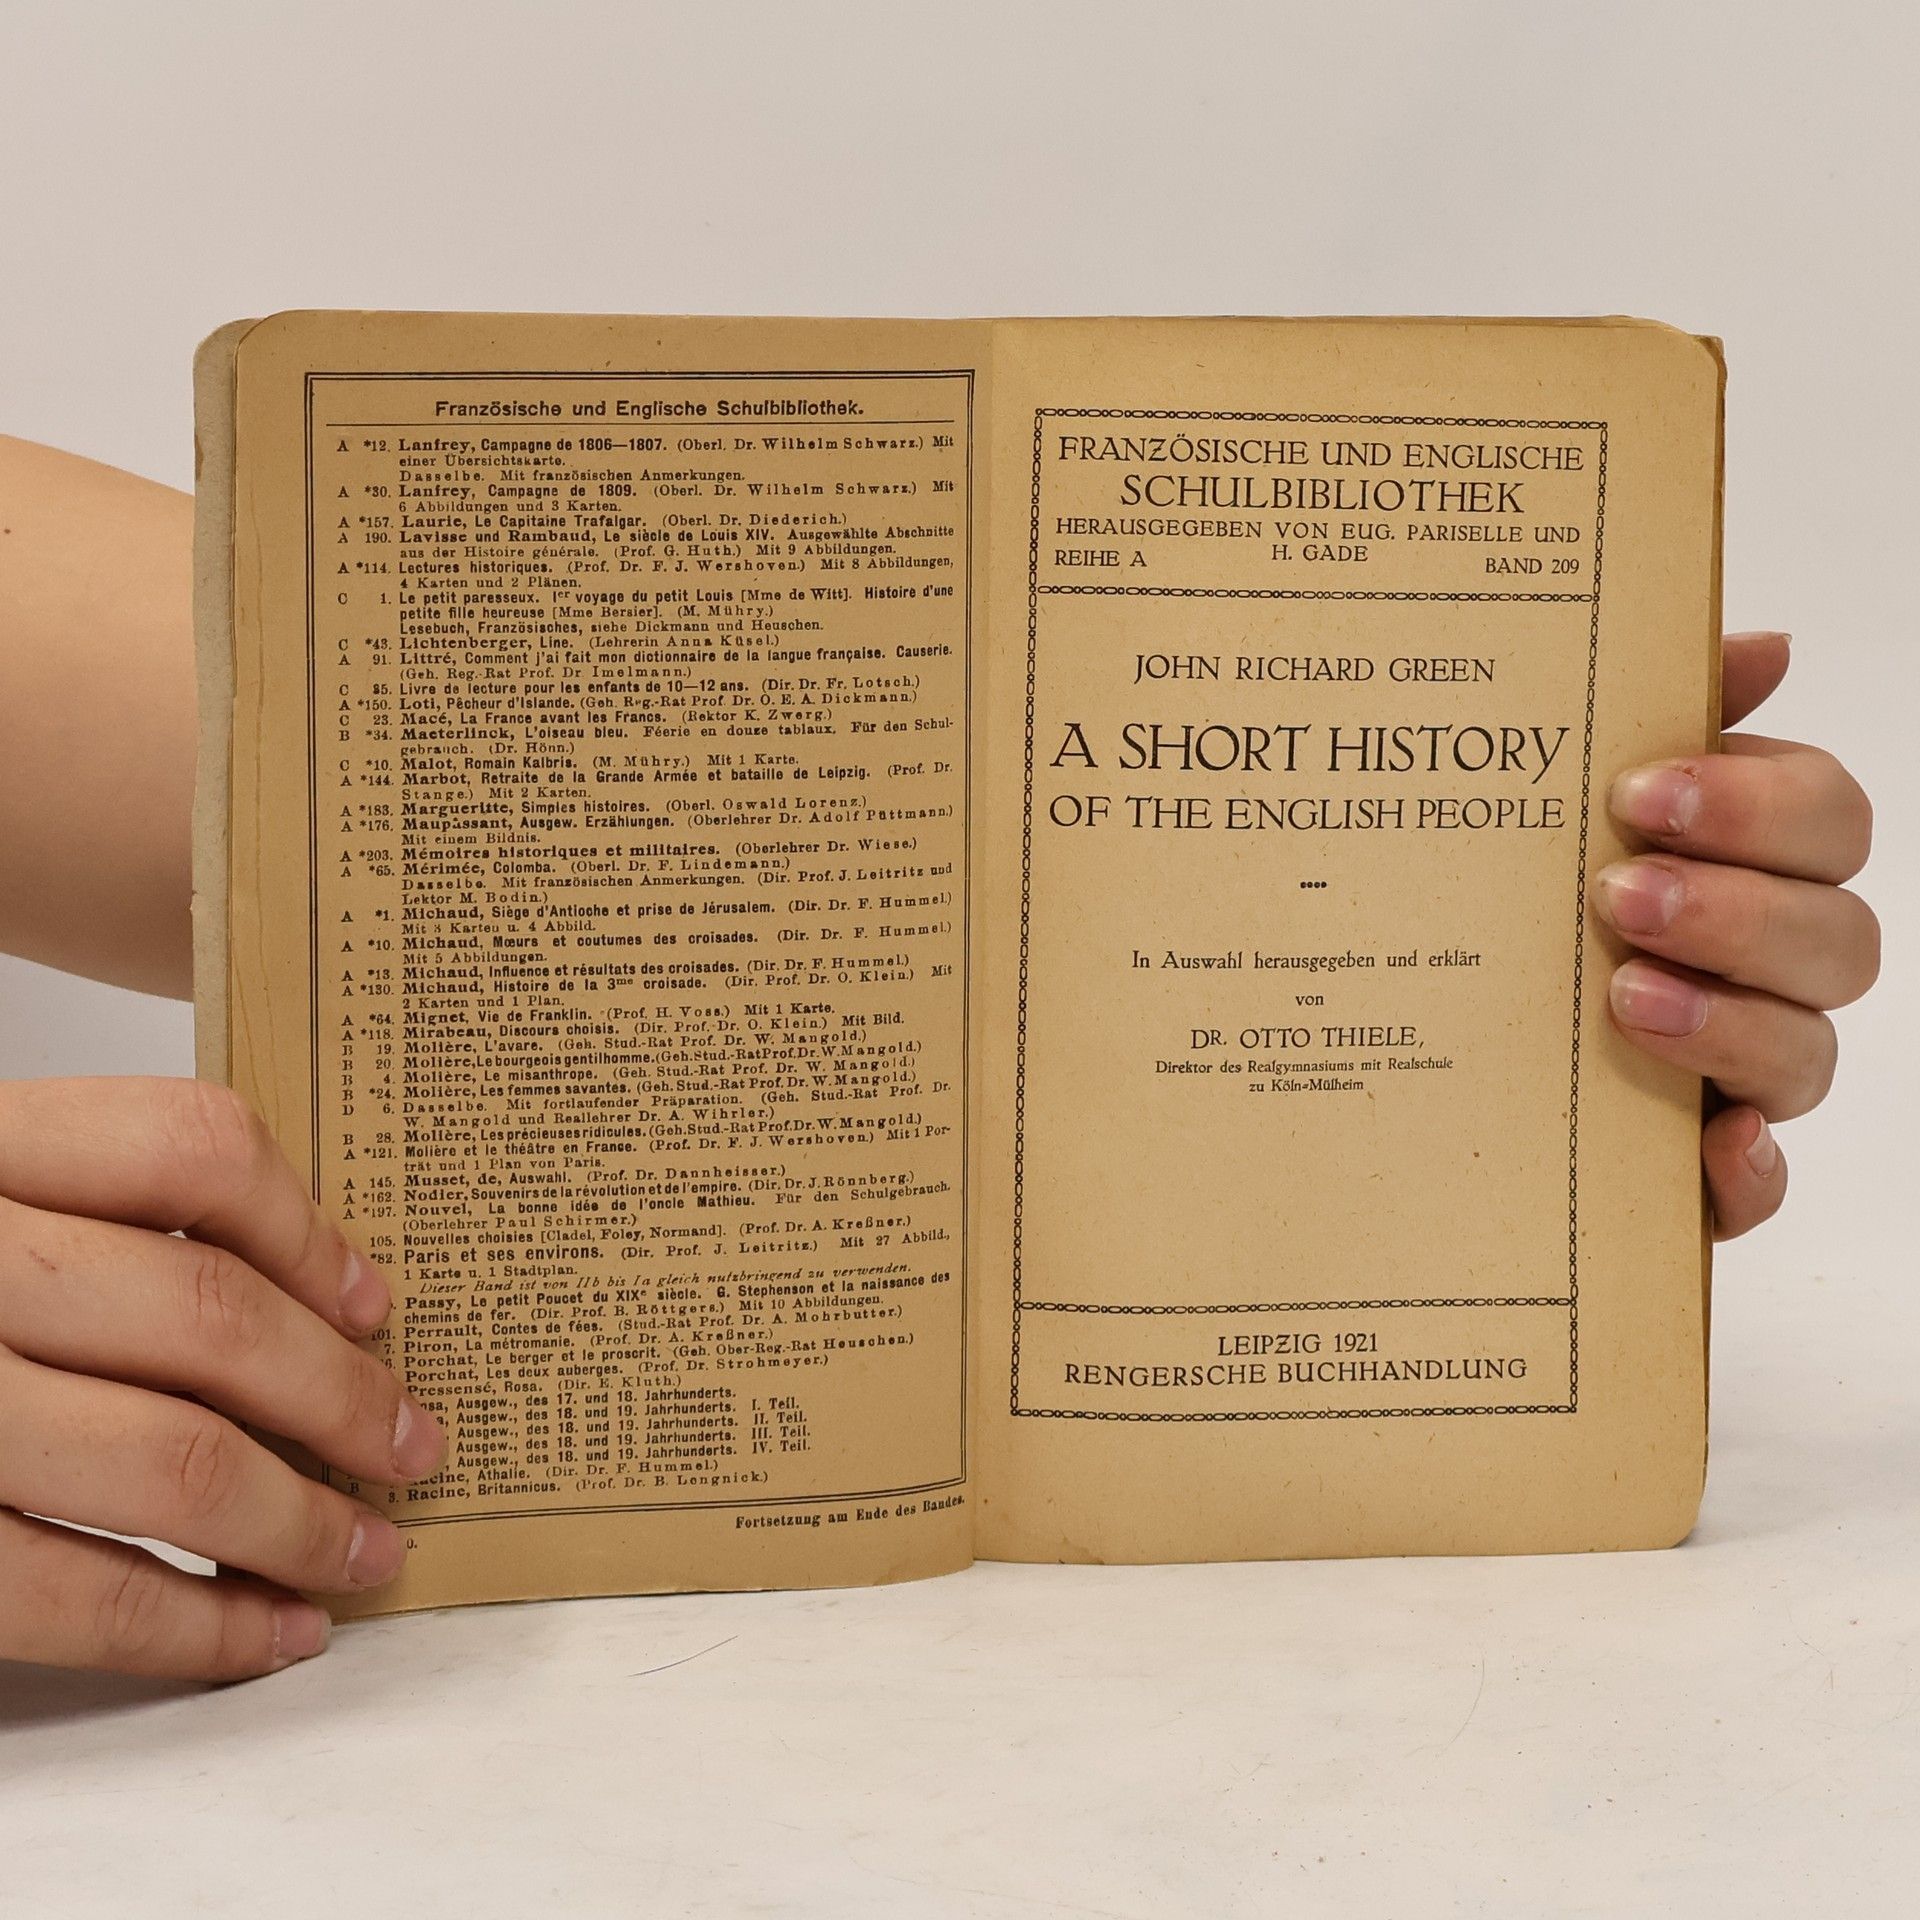 Französische und Englische Schulbibliothek.
A *12. Lanfrey, Campagne de 1806—1807. (Oberl. Dr. Wilhelm Schwarz.) Mit
einer Übersichtskarte.
Dasselbe. Mit französischen Anmerkungen.
A *30. Lanfrey, Campagne de 1809. (Oberl. Dr. Wilhelm Schwarz.) Mit
6 Abbildungen und 3 Karten.
A *157. Laurie, Le Capitaine Trafalgar. (Oberl. Dr. Diederich.)
A 190. Lavisse und Rambaud, Le siècle de Louis XIV. Ausgewählte Abschnitte
aus der Histoire générale. (Prof. G. Huth.) Mit 9 Abbildungen.
A *114. Lectures historiques. (Prof. Dr. F. J. Wershoven.) Mit 8 Abbildungen,
4 Karten und 2 Plänen.
C 1. Le petit paresseux. Ier voyage du petit Louis [Mme de Witt]. Histoire d'une
petite fille heureuse [Mme Bersier]. (M. Mühry.)
Lesebuch, Französisches, siehe Dickmann und Heuschen.
C *43. Lichtenberger, Line. (Lehrerin Anna Küsel.)
A 91. Littré, Comment j'ai fait mon dictionnaire de la langue française. Causerie.
(Geh. Reg.-Rat Prof. Dr. Imelmann.)
C 35. Livre de lecture pour les enfants de 10—12 ans. (Dir. Dr. Fr. Lotsch.)
A *150. Loti, Pêcheur d'Islande. (Geh. Reg.-Rat Prof. Dr. O. E. A. Dickmann.)
C 23. Macé, La France avant les Francs. (Rektor K. Zwerg.)
B *34. Maeterlinck, L'oiseau bleu. Féerie en douze tableaux. Für den Schul-
gebrauch. (Dr. Hönn.)
C *10. Malot, Romain Kalbris. (M. Mühry.) Mit 1 Karte.
A *144. Marbot, Retraite de la Grande Armée et bataille de Leipzig. (Prof. Dr.
Stange.) Mit 2 Karten.
A *183. Margueritte, Simples histoires. (Oberl. Oswald Lorenz.)
A *176. Maupassant, Ausgew. Erzählungen. (Oberlehrer Dr. Adolf Püttmann.)
Mit einem Bildnis.
A *203. Mémoires historiques et militaires. (Oberlehrer Dr. Wiese.)
A *65. Mérimée, Colomba. (Oberl. Dr. F. Lindemann.)
Dasselbe. Mit französischen Anmerkungen. (Dir. Prof. J. Leitritz und
Lektor M. Bodin.)
A *1. Michaud, Siège d'Antioche et prise de Jérusalem. (Dir. Dr. F. Hummel.)
Mit 3 Karten u. 4 Abbild.
A *10. Michaud, Mœurs et coutumes des croisades. (Dir. Dr. F. Hummel.)
Mit 5 Abbildungen.
A *13. Michaud, Influence et résultats des croisades. (Dir. Dr. F. Hummel.)
A *130. Michaud, Histoire de la 3me croisade. (Dir. Prof. Dr. O. Klein.) Mit
2 Karten und 1 Plan.
A *64. Mignet, Vie de Franklin. (Prof. H. Voss.) Mit 1 Karte.
A *118. Mirabeau, Discours choisis. (Dir. Prof. Dr. O. Klein.) Mit Bild.
B 19. Molière, L'avare. (Geh. Stud.-Rat Prof. Dr. W. Mangold.)
B 20. Molière, Le bourgeois gentilhomme. (Geh. Stud.-Rat Prof. Dr. W. Mangold.)
B 4. Molière, Le misanthrope. (Geh. Stud.-Rat Prof. Dr. W. Mangold.)
B *24. Molière, Les femmes savantes. (Geh. Stud.-Rat Prof. Dr. W. Mangold.)
D 6. Dasselbe. Mit fortlaufender Präparation. (Geh. Stud.-Rat Prof. Dr.
W. Mangold und Reallehrer Dr. A. Wihrler.)
B 28. Molière, Les précieuses ridicules. (Geh. Stud.-Rat Prof. Dr. W. Mangold.)
A *121. Molière et le théâtre en France. (Prof. Dr. F. J. Wershoven.) Mit 1 Por-
trät und 1 Plan von Paris.
A 145. Musset, de, Auswahl. (Prof. Dr. Dannheisser.)
A *162. Nodier, Souvenirs de la révolution et de l'empire. (Dir. Dr. J. Rönnberg.)
A *197. Nouvel, La bonne idée de l'oncle Mathieu. Für den Schulgebrauch.
(Oberlehrer Paul Schirmer.)
105. Nouvelles choisies [Cladel, Foley, Normand]. (Prof. Dr. A. Kreßner.)
*82. Paris et ses environs. (Dir. Prof. J. Leitritz.) Mit 27 Abbild.,
1 Karte u. 1 Stadtplan.
Dieser Band ist von IIb bis Ia gleich nutzbringend zu verwenden.
Passy, Le petit Poucet du XIXe siècle. G. Stephenson et la naissance des
chemins de fer. (Dir. Prof. B. Röttgers.) Mit 10 Abbildungen.
101. Perrault, Contes de fées. (Stud.-Rat Prof. Dr. A. Mohrbutter.)
7. Piron, La métromanie. (Prof. Dr. A. Kreßner.)
6. Porchat, Le berger et le proscrit. (Geh. Ober-Reg.-Rat Heuschen.)
Porchat, Les deux auberges. (Prof. Dr. Strohmeyer.)
Pressensé, Rosa. (Dir. E. Kluth.)
Ausgew., des 17. und 18. Jahrhunderts.
Ausgew., des 18. und 19. Jahrhunderts. I. Teil.
Ausgew., des 18. und 19. Jahrhunderts. II. Teil.
Ausgew., des 18. und 19. Jahrhunderts. III. Teil.
Ausgew., des 18. und 19. Jahrhunderts. IV. Teil.
Racine, Athalie. (Dir. Dr. F. Hummel.)
B 3. Racine, Britannicus. (Prof. Dr. B. Lengnick.)
Fortsetzung am Ende des Bandes.
0.
FRANZÖSISCHE UND ENGLISCHE
SCHULBIBLIOTHEK
HERAUSGEGEBEN VON EUG. PARISELLE UND
H. GADE
REIHE A BAND 209
JOHN RICHARD GREEN
A SHORT HISTORY
OF THE ENGLISH PEOPLE
In Auswahl herausgegeben und erklärt
von
DR. OTTO THIELE,
Direktor des Realgymnasiums mit Realschule
zu Köln-Mülheim
LEIPZIG 1921
RENGERSCHE BUCHHANDLUNG